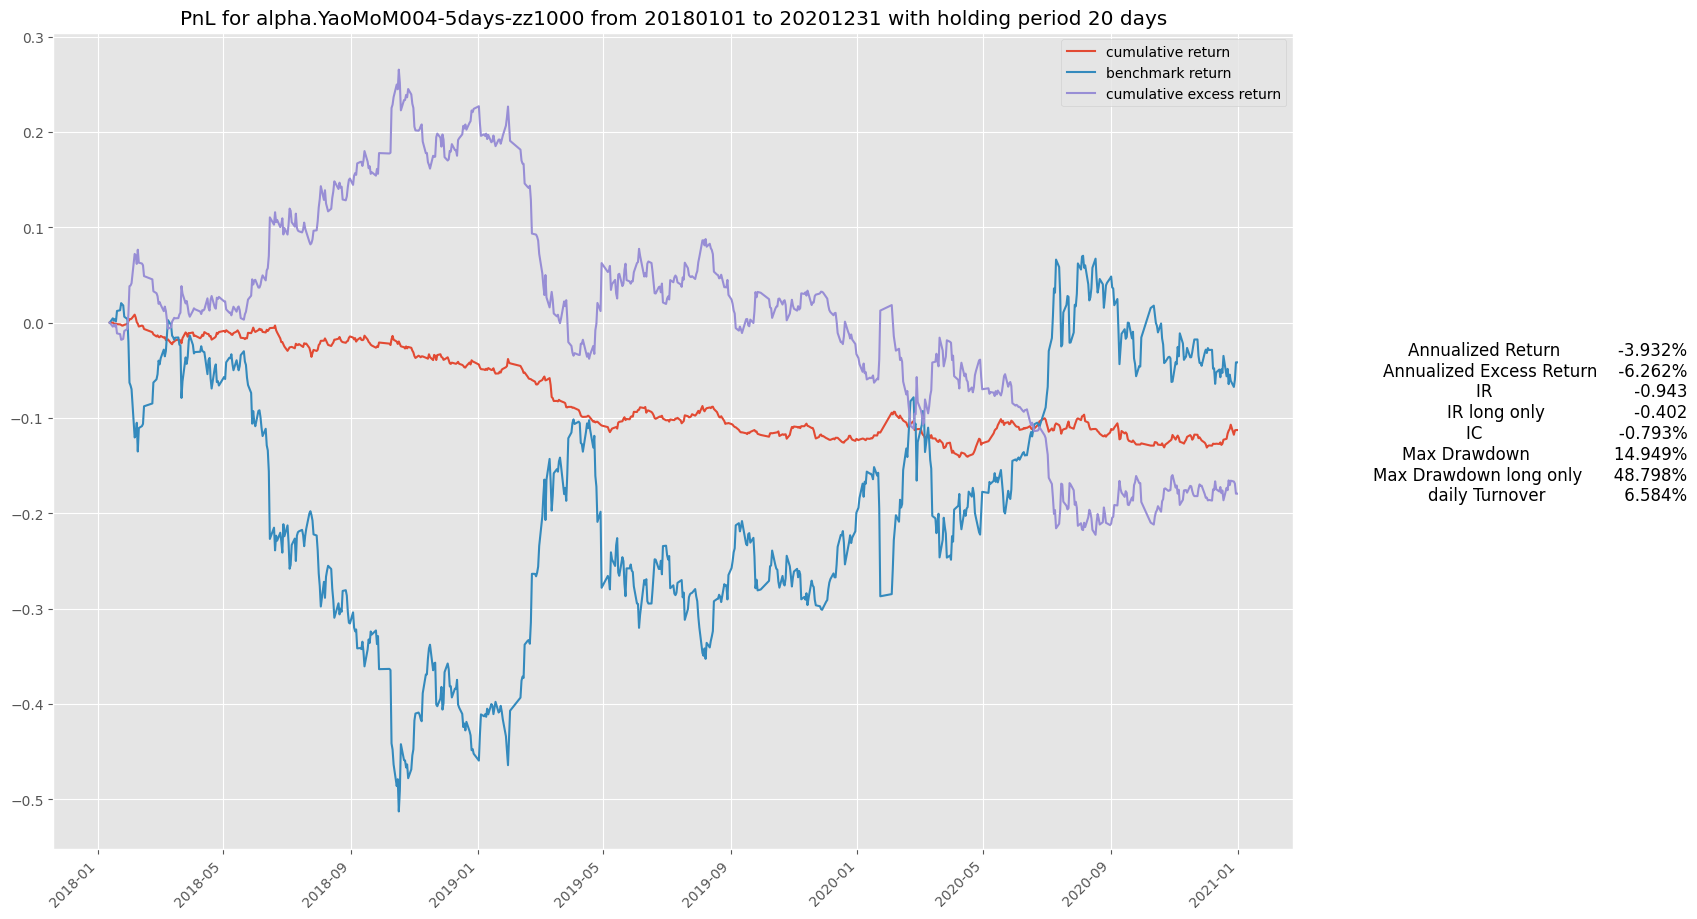 PnL for alpha.YaoMoM004-5days-zz1000 from 20180101 to 20201231 with holding period 20 days
cumulative return
benchmark return
cumulative excess return
0.3
0.2
0.1
0.0
−0.1
−0.2
−0.3
−0.4
−0.5
2018-01
2018-05
2018-09
2019-01
2019-05
2019-09
2020-01
2020-05
2020-09
2021-01
Annualized Return -3.932%
Annualized Excess Return -6.262%
IR -0.943
IR long only -0.402
IC -0.793%
Max Drawdown 14.949%
Max Drawdown long only 48.798%
daily Turnover 6.584%